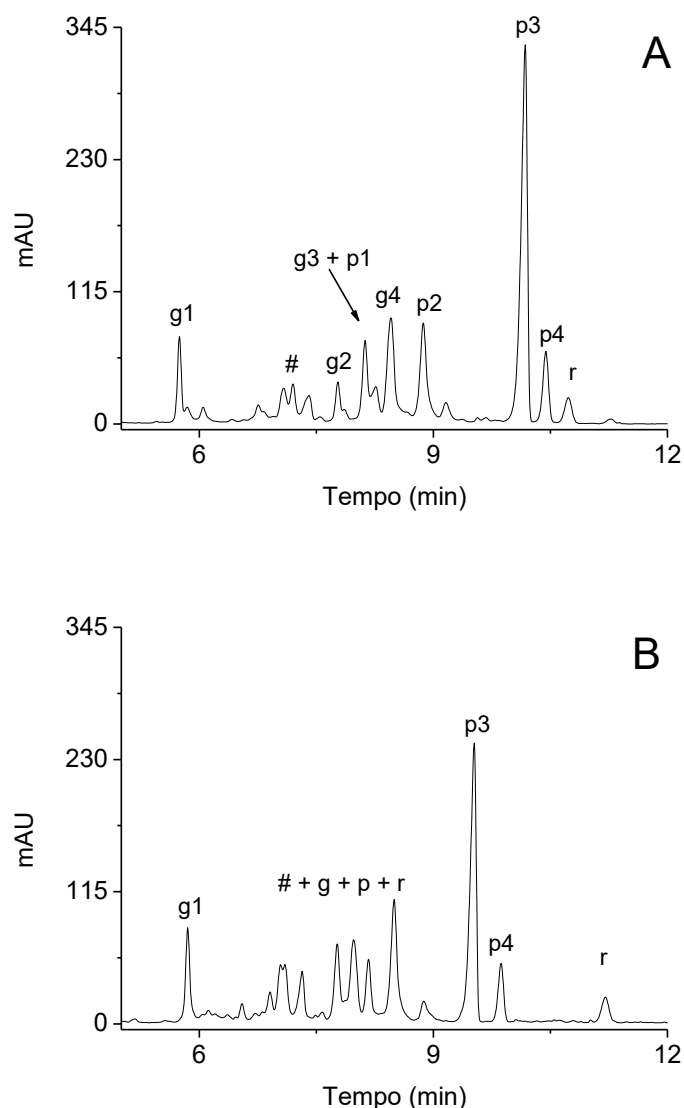 A
345
230
115
0
mAU
g1
#
g2
g3 + p1
g4
p2
p3
p4
r
6
9
12
Tempo (min)
B
345
230
115
0
mAU
g1
# + g + p + r
p3
p4
r
6
9
12
Tempo (min)